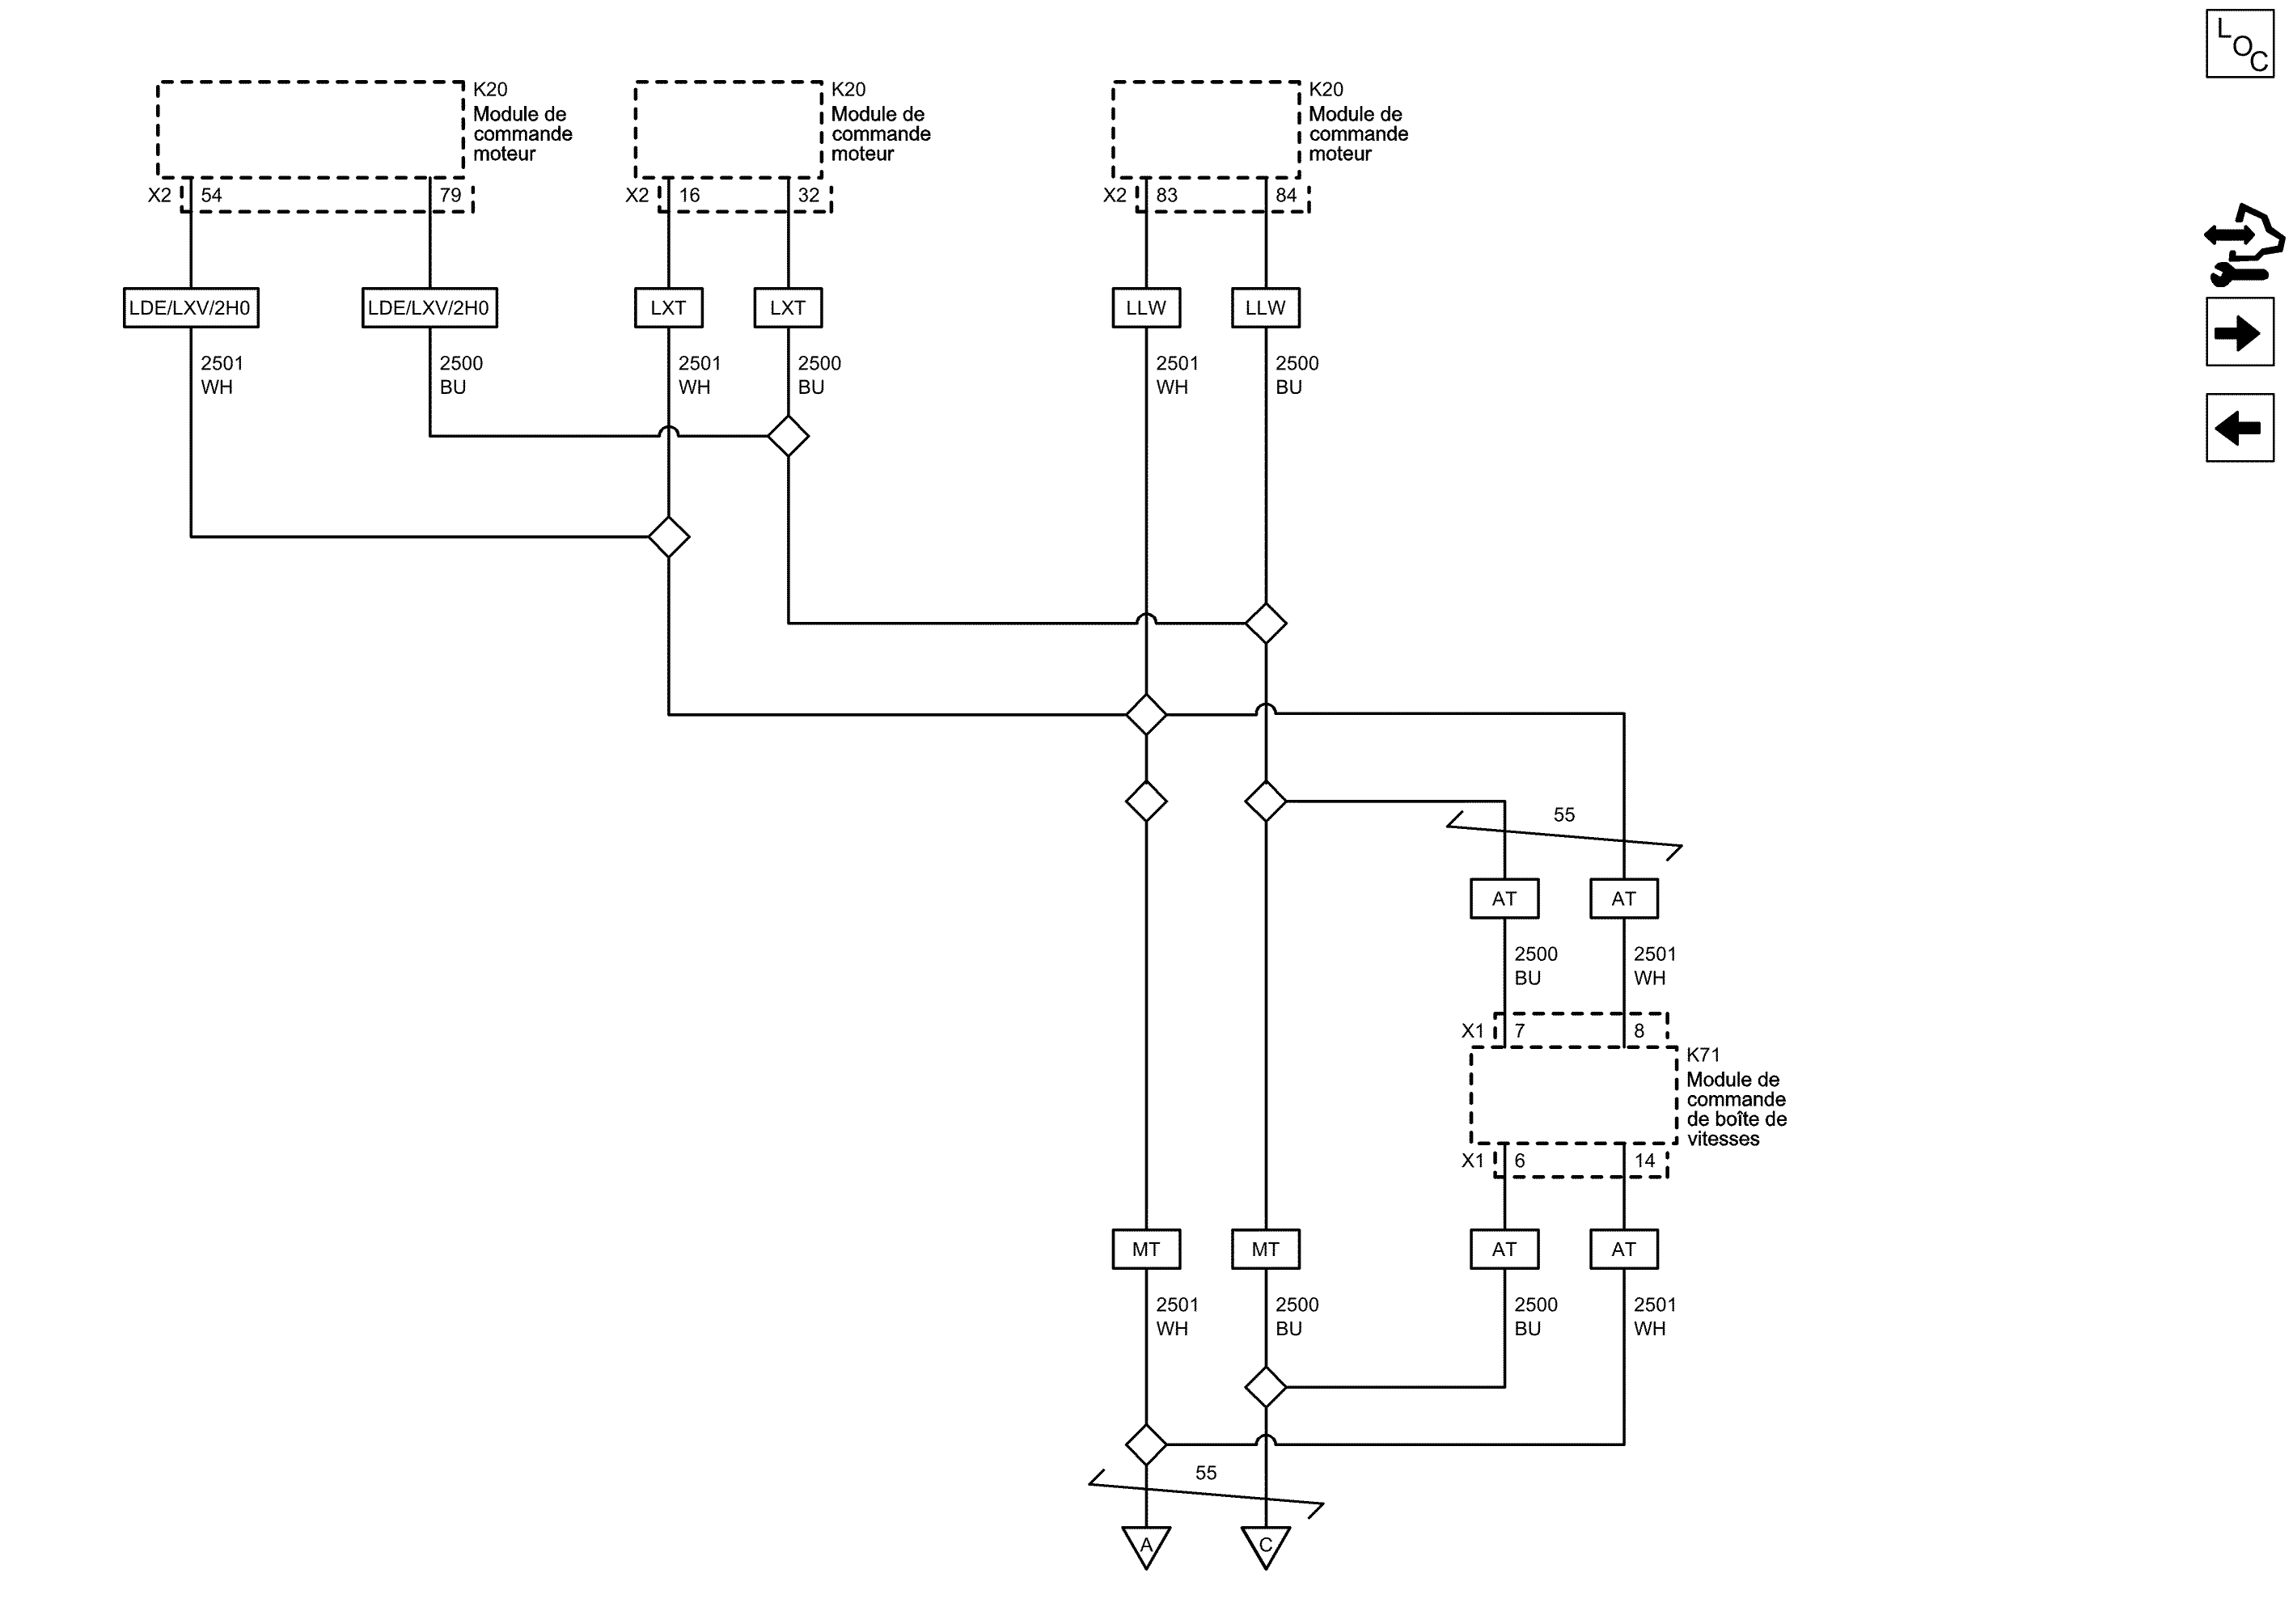 LOC
K20
Module de
commande
moteur
K20
Module de
commande
moteur
K20
Module de
commande
moteur
X2 54 79
X2 16 32
X2 83 84
LDE/LXV/2H0 LDE/LXV/2H0 LXT LXT LLW LLW
2501 2500 2501 2500 2501 2500
WH BU WH BU WH BU
55
AT AT
2500 2501
BU WH
X1 7 8
K71
Module de
commande
de boîte de
vitesses
X1 6 14
MT MT AT AT
2501 2500 2500 2501
WH BU BU WH
55
A C